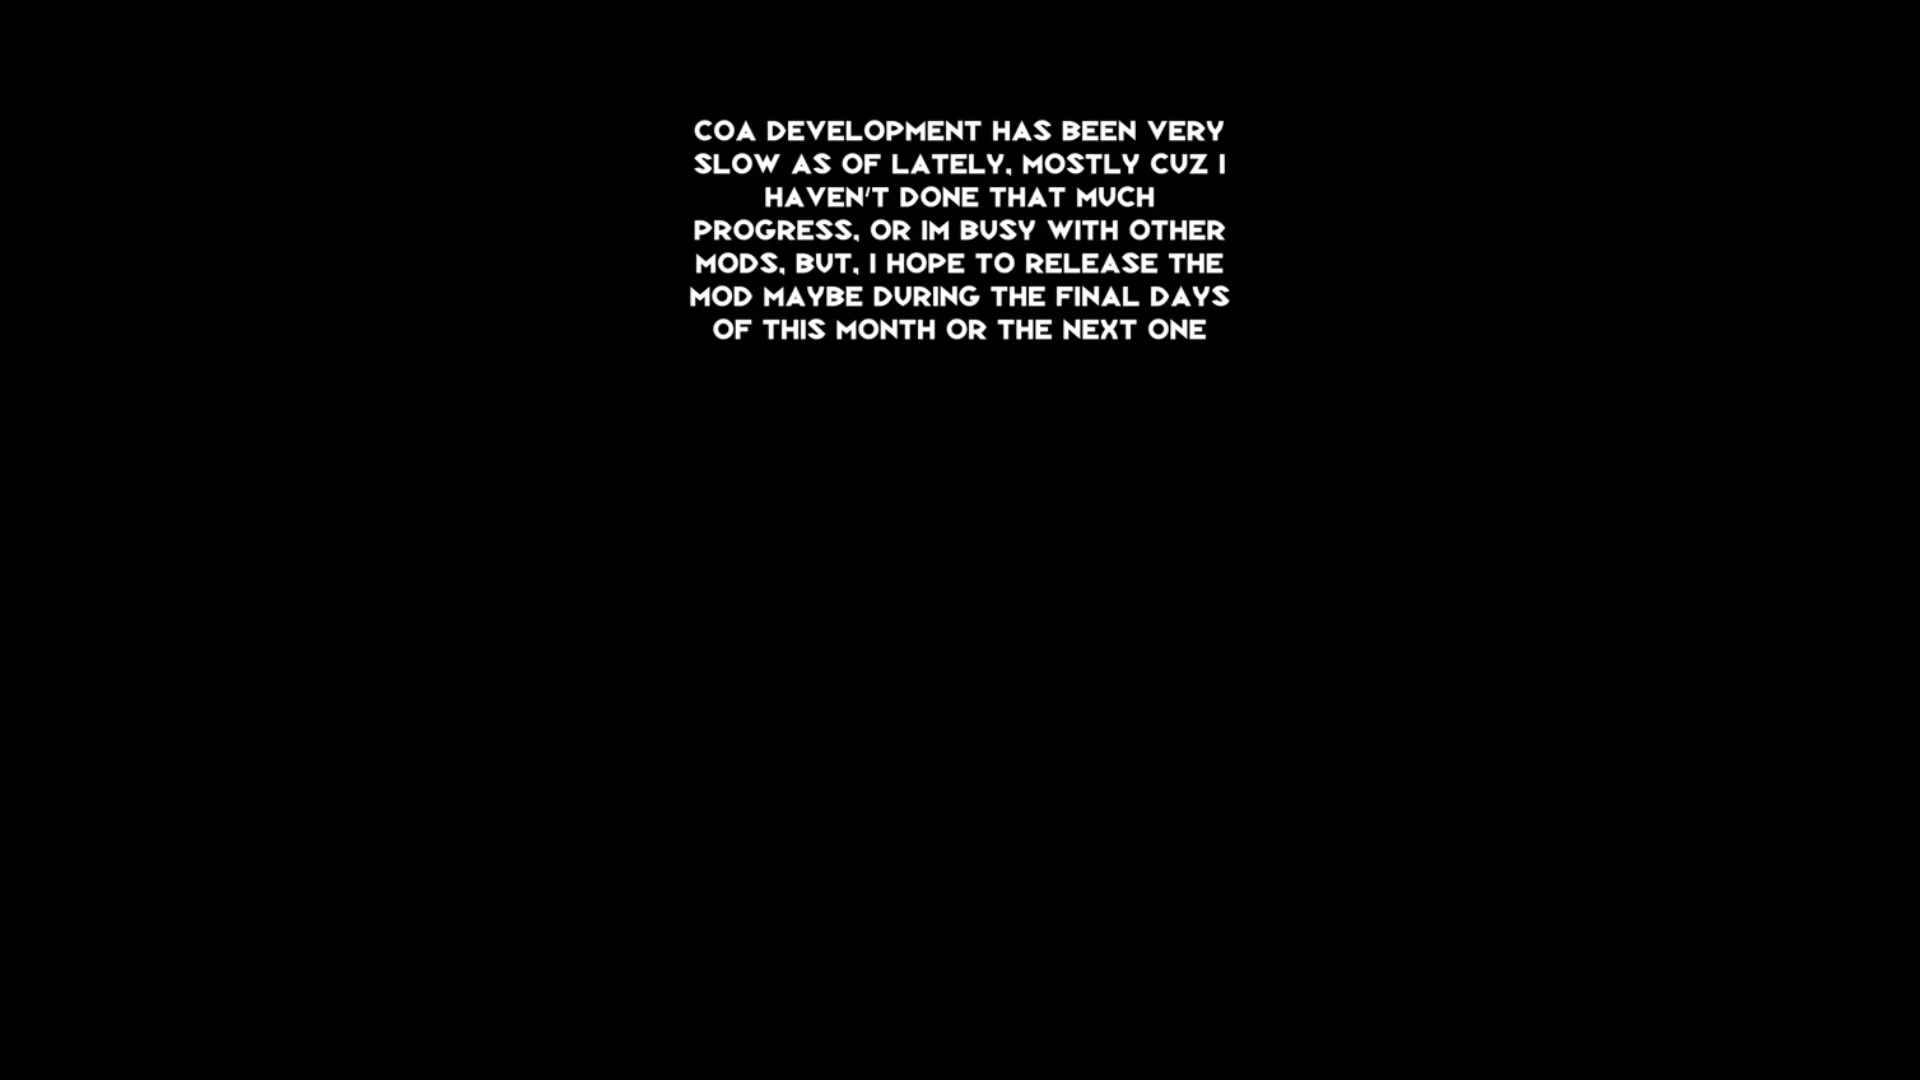 COA DEVELOPMENT HAS BEEN VERY
SLOW AS OF LATELY, MOSTLY CUZ I
HAVEN'T DONE THAT MUCH
PROGRESS, OR IM BUSY WITH OTHER
MODS, BUT, I HOPE TO RELEASE THE
MOD MAYBE DURING THE FINAL DAYS
OF THIS MONTH OR THE NEXT ONE